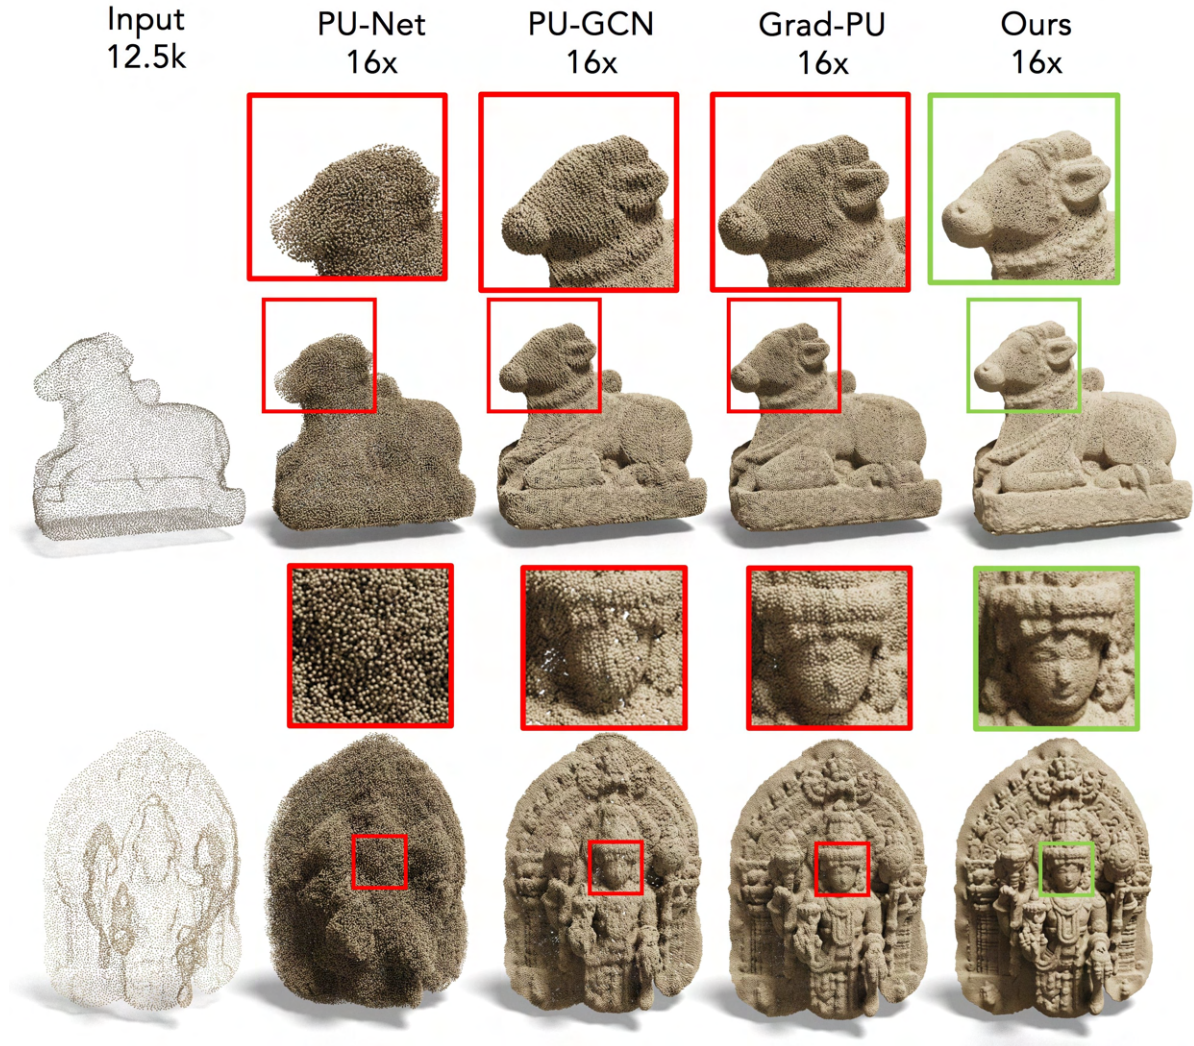 Input
12.5k
PU-Net
16x
PU-GCN
16x
Grad-PU
16x
Ours
16x